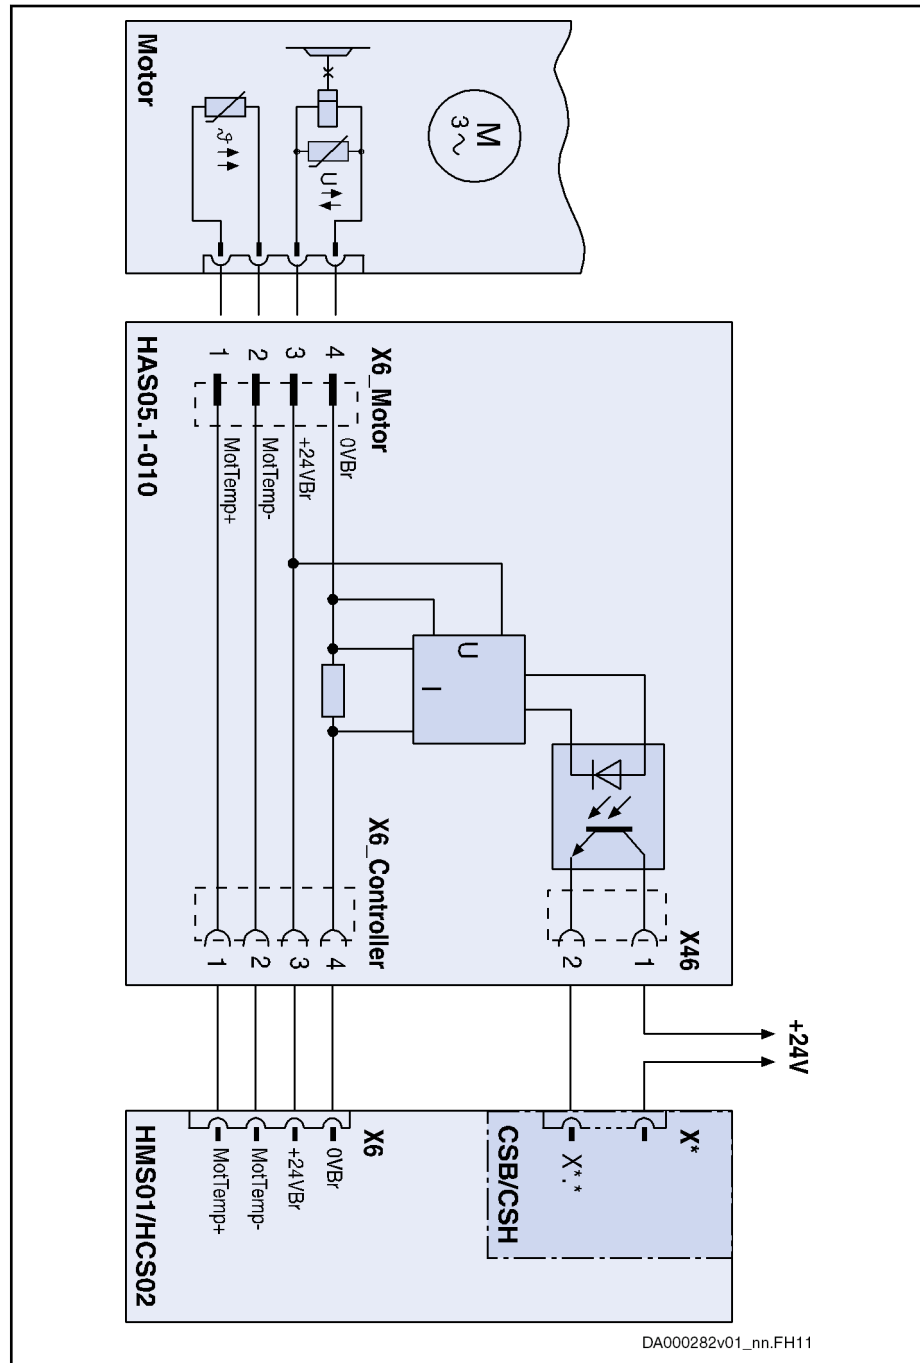 Motor
M
3
ϑ
U
HAS05.1-010
1
2
3
4
X6_Motor
MotTemp+
MotTemp-
+24VBr
0VBr
U
I
X6_Controller
1
2
3
4
X46
2
1
+24V
HMS01/HCS02
X6
MotTemp+
MotTemp-
+24VBr
0VBr
CSB/CSH
X*
X*.*
DA000282v01_nn.FH11